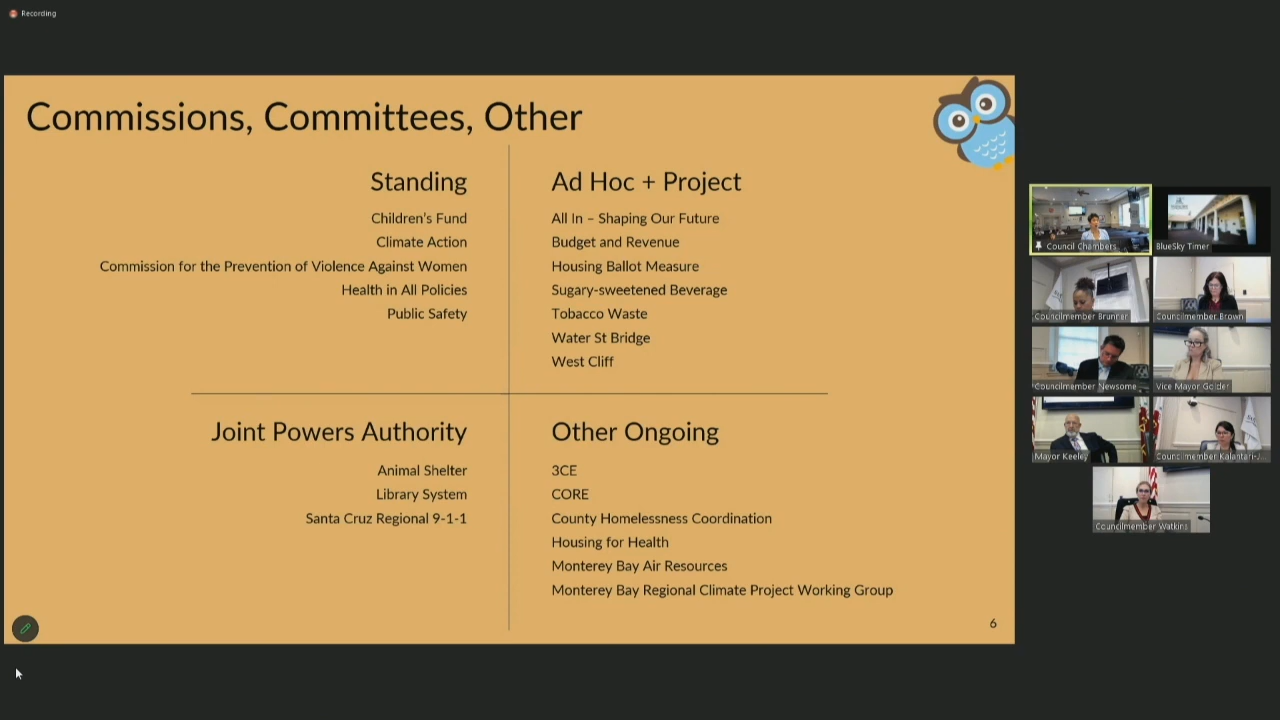 Recording
Commissions, Committees, Other
Standing
Children's Fund
Climate Action
Commission for the Prevention of Violence Against Women
Health in All Policies
Public Safety
Ad Hoc + Project
All In – Shaping Our Future
Budget and Revenue
Housing Ballot Measure
Sugary-sweetened Beverage
Tobacco Waste
Water St Bridge
West Cliff
Joint Powers Authority
Animal Shelter
Library System
Santa Cruz Regional 9-1-1
Other Ongoing
3CE
CORE
County Homelessness Coordination
Housing for Health
Monterey Bay Air Resources
Monterey Bay Regional Climate Project Working Group
6
Council Chambers
BlueSky Timer
Councilmember Brunner
Councilmember Brown
Councilmember Newsome
Vice Mayor Golder
Mayor Keeley
Councilmember Kalantari-J...
Councilmember Watkins